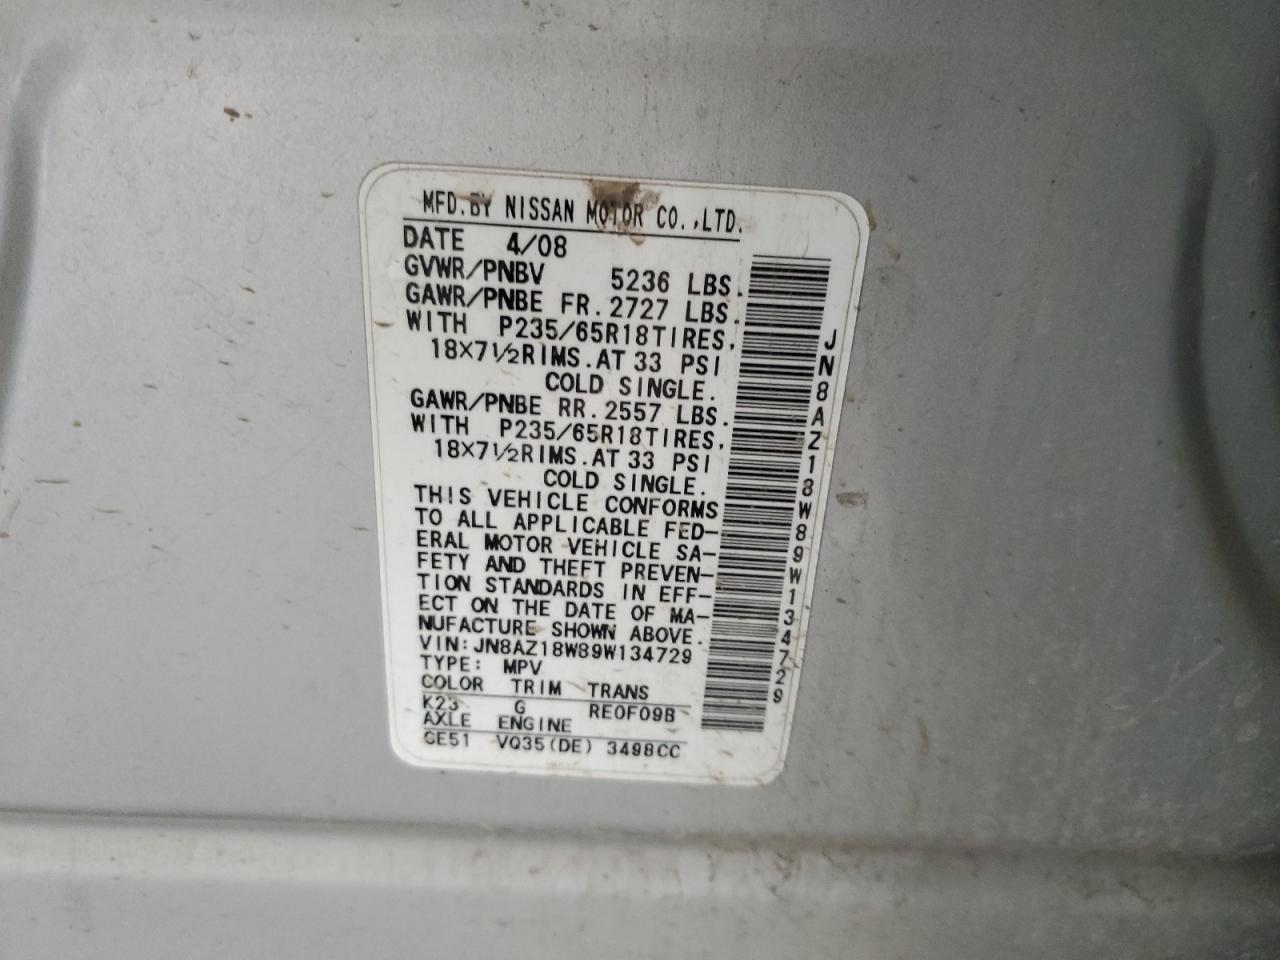 MFD.BY NISSAN MOTOR CO.,LTD.
DATE 4/08
GVWR/PNBV 5236 LBS.
GAWR/PNBE FR.2727 LBS.
WITH P235/65R18TIRES,
18X7½RIMS.AT 33 PSI
COLD SINGLE.
GAWR/PNBE RR.2557 LBS.
WITH P235/65R18TIRES,
18X7½RIMS.AT 33 PSI
COLD SINGLE.
THIS VEHICLE CONFORMS
TO ALL APPLICABLE FED-
ERAL MOTOR VEHICLE SA-
FETY AND THEFT PREVEN-
TION STANDARDS IN EFF-
ECT ON THE DATE OF MA-
NUFACTURE SHOWN ABOVE.
VIN:JN8AZ18W89W134729
TYPE: MPV
COLOR TRIM TRANS
K23 G RE0F09B
AXLE ENGINE
GE51 VQ35(DE) 3498CC
JN8AZ18W89W134729